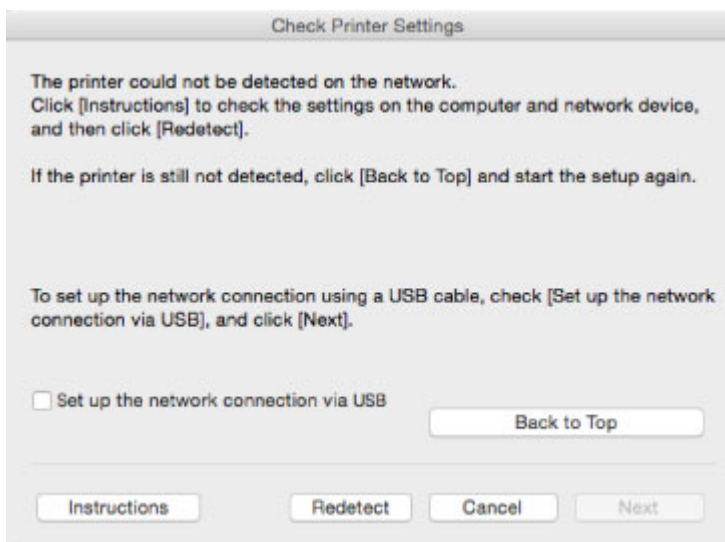 Check Printer Settings
The printer could not be detected on the network.
Click [Instructions] to check the settings on the computer and network device,
and then click [Redetect].
If the printer is still not detected, click [Back to Top] and start the setup again.
To set up the network connection using a USB cable, check [Set up the network
connection via USB], and click [Next].
Set up the network connection via USB
Back to Top
Instructions Redetect Cancel Next